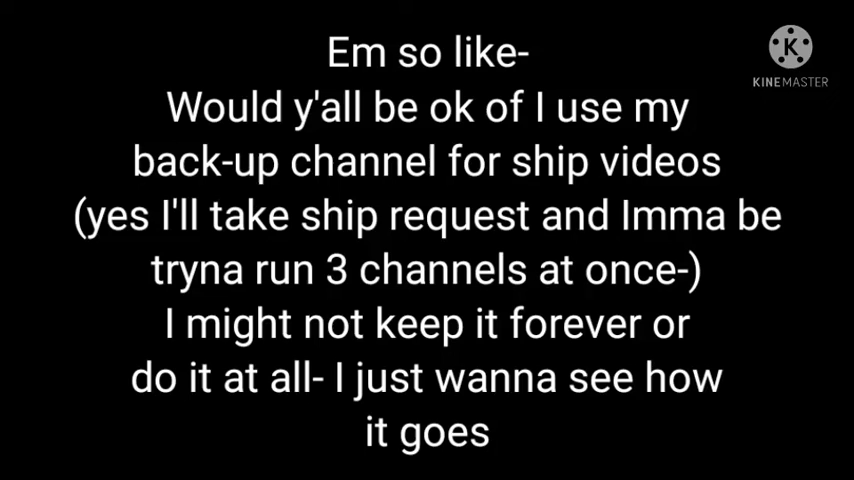 Em so like-
Would y'all be ok of I use my
back-up channel for ship videos
(yes I'll take ship request and Imma be
tryna run 3 channels at once-)
I might not keep it forever or
do it at all- I just wanna see how
it goes
K
KINEMASTER